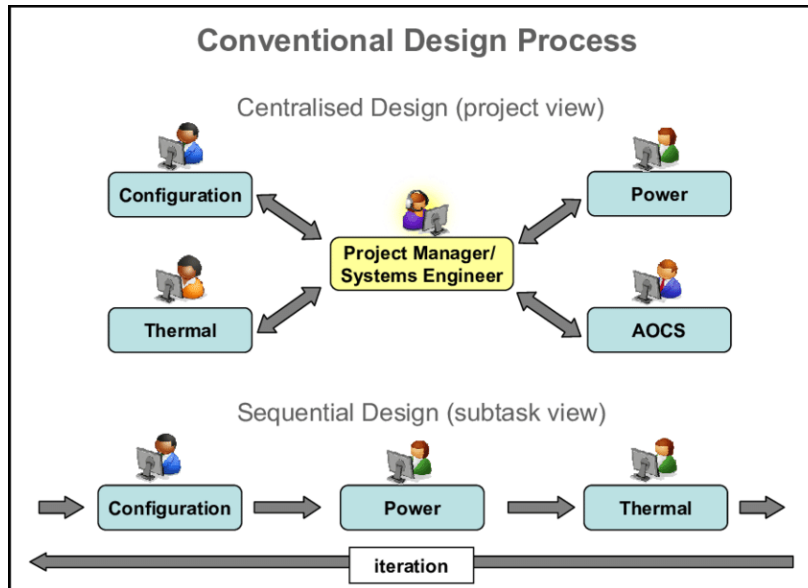 Conventional Design Process
Centralised Design (project view)
Configuration
Power
Project Manager/
Systems Engineer
Thermal
AOCS
Sequential Design (subtask view)
Configuration
Power
Thermal
iteration